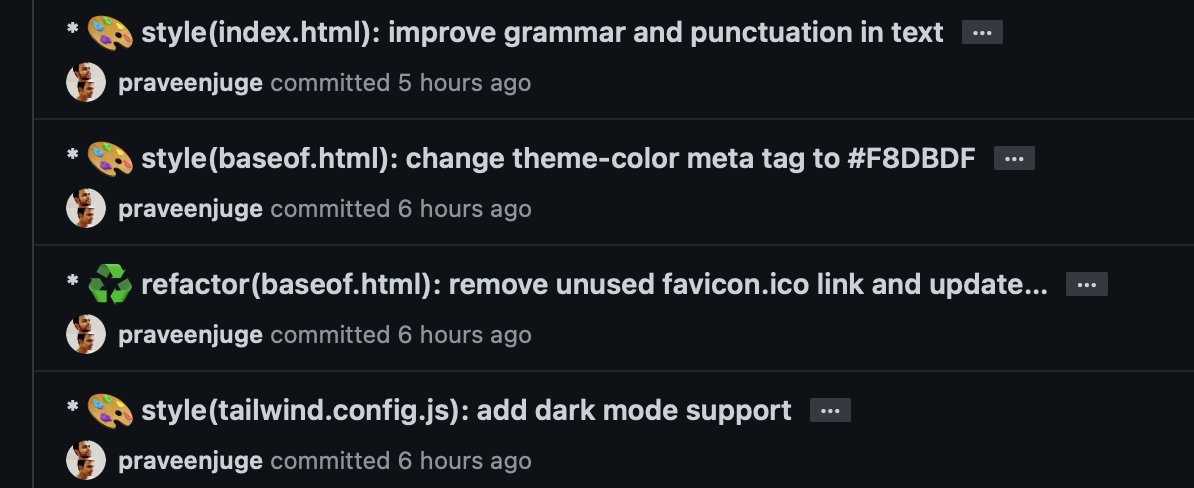 * 🎨 style(index.html): improve grammar and punctuation in text ...
praveenjuge committed 5 hours ago
* 🎨 style(baseof.html): change theme-color meta tag to #F8DBDF ...
praveenjuge committed 6 hours ago
* ♻️ refactor(baseof.html): remove unused favicon.ico link and update... ...
praveenjuge committed 6 hours ago
* 🎨 style(tailwind.config.js): add dark mode support ...
praveenjuge committed 6 hours ago